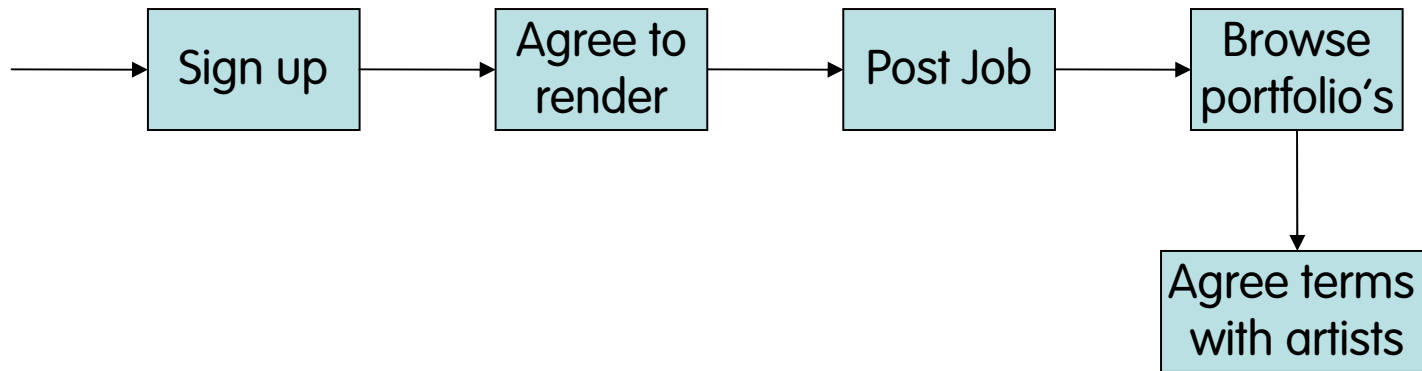 Sign up
Agree to
render
Post Job
Browse
portfolio's
Agree terms
with artists